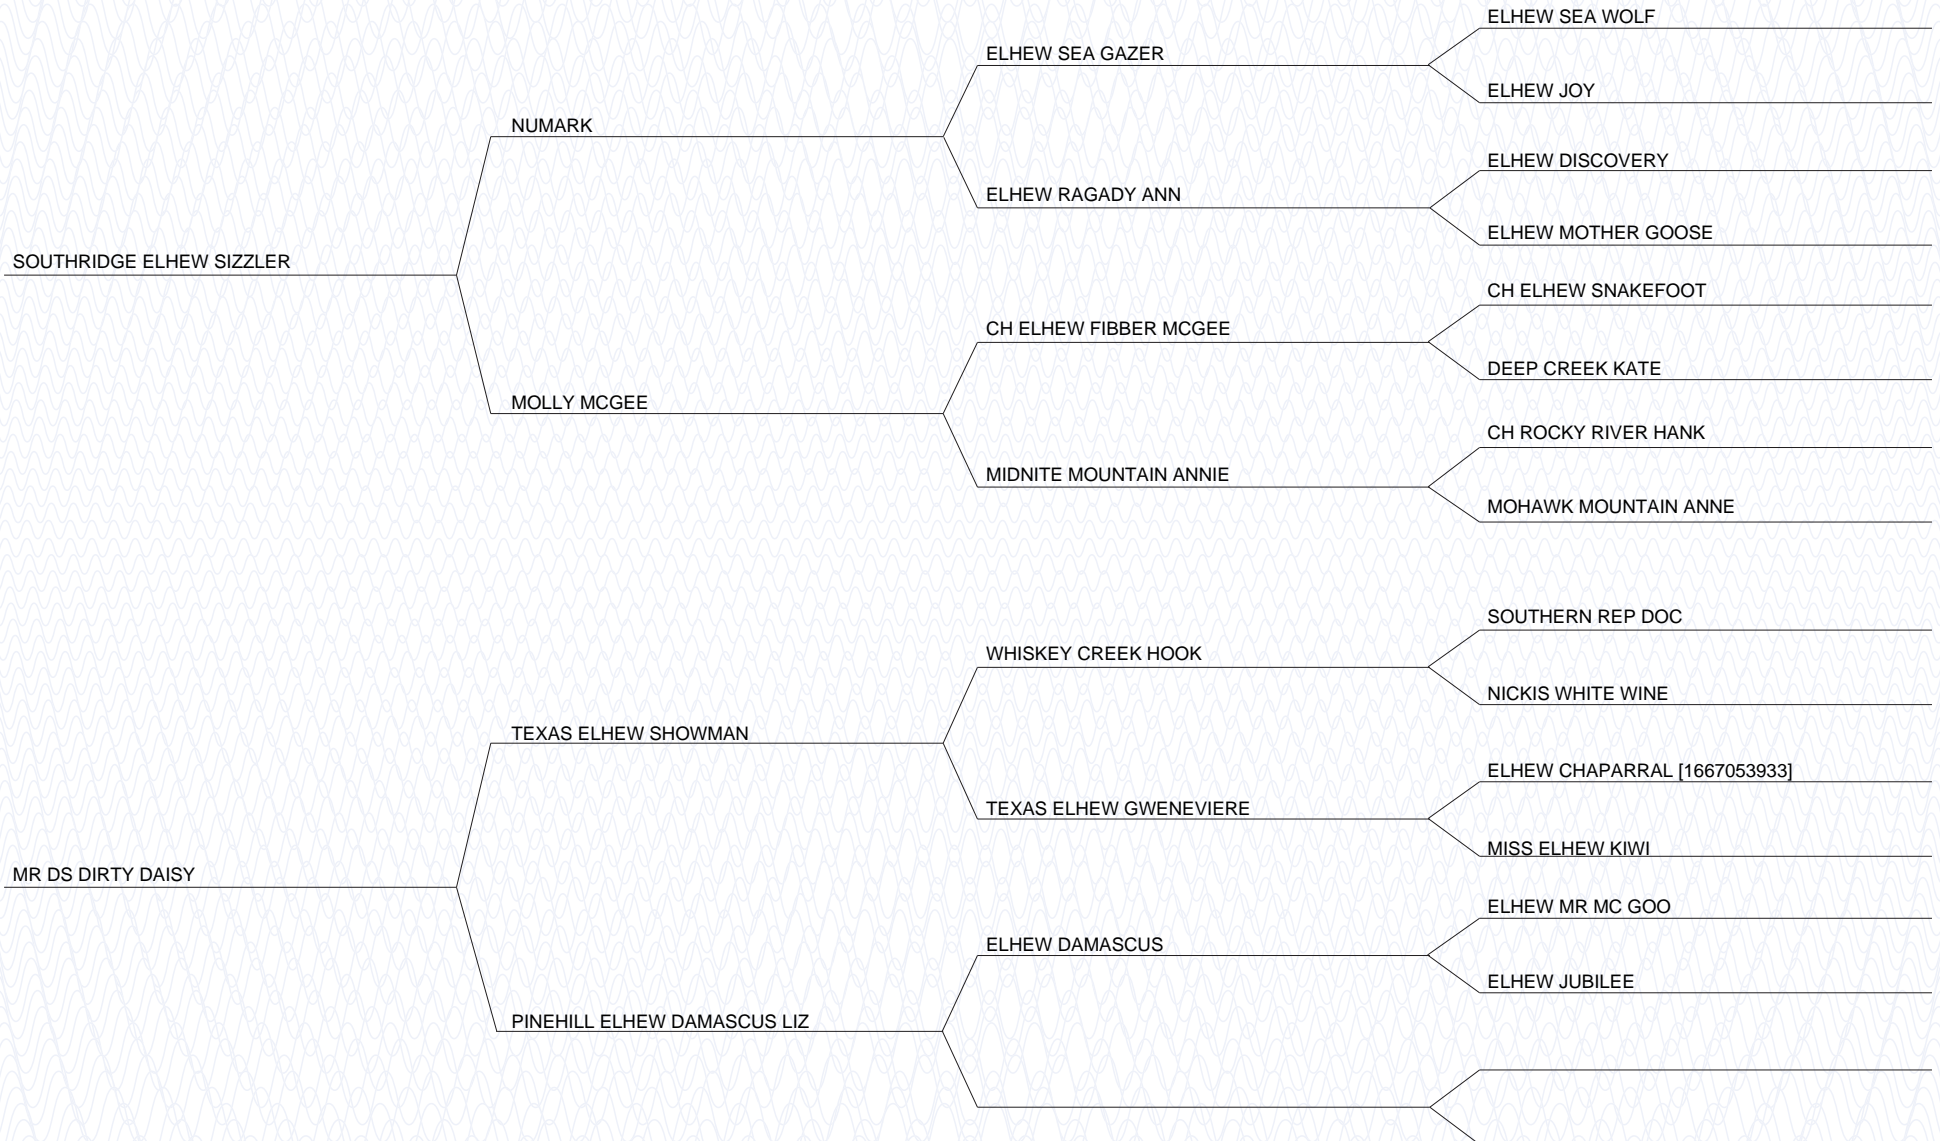 ELHEW SEA WOLF
ELHEW SEA GAZER
ELHEW JOY
NUMARK
ELHEW DISCOVERY
ELHEW RAGADY ANN
ELHEW MOTHER GOOSE
SOUTHRIDGE ELHEW SIZZLER
CH ELHEW SNAKEFOOT
CH ELHEW FIBBER MCGEE
DEEP CREEK KATE
MOLLY MCGEE
CH ROCKY RIVER HANK
MIDNITE MOUNTAIN ANNIE
MOHAWK MOUNTAIN ANNE
SOUTHERN REP DOC
WHISKEY CREEK HOOK
NICKIS WHITE WINE
TEXAS ELHEW SHOWMAN
ELHEW CHAPARRAL [1667053933]
TEXAS ELHEW GWENEVIERE
MISS ELHEW KIWI
MR DS DIRTY DAISY
ELHEW MR MC GOO
ELHEW DAMASCUS
ELHEW JUBILEE
PINEHILL ELHEW DAMASCUS LIZ